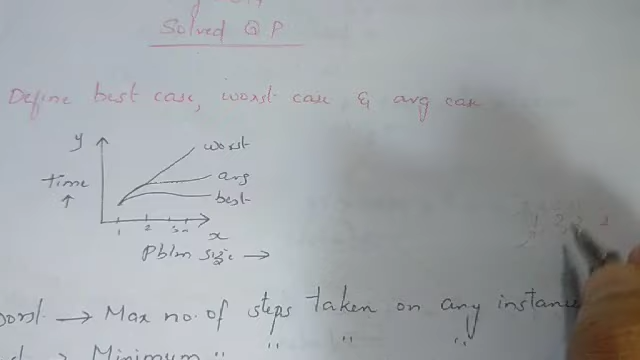 Solved Q P
Define best case, worst case & avg case
y
worst
time
avg
best
1 2 3 n
x
Pblm size →
worst. → Max no. of steps taken on any instance
→ Minimum " " " "